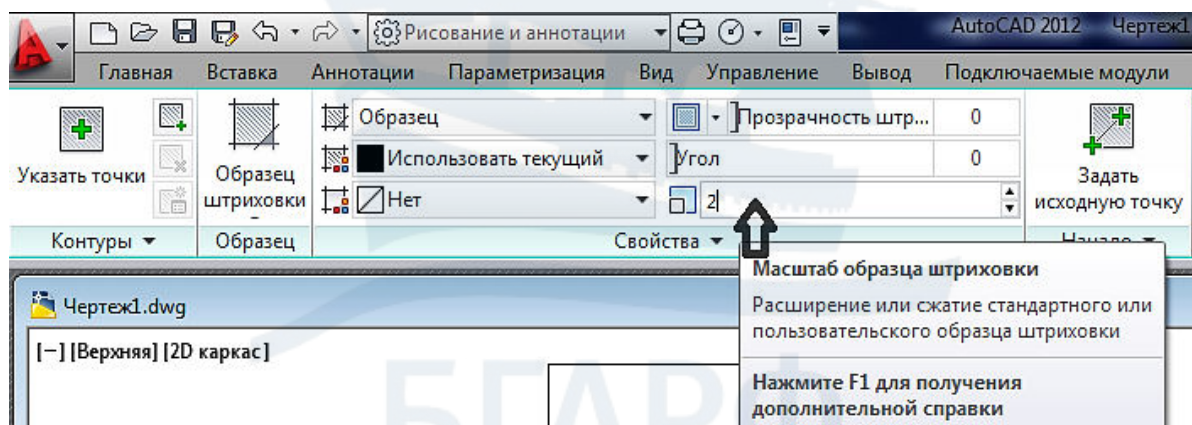 Рисование и аннотации AutoCAD 2012 Чертеж1
Главная Вставка Аннотации Параметризация Вид Управление Вывод Подключаемые модули
Образец Прозрачность штр... 0
Указать точки Образец штриховки Использовать текущий Угол 0 Задать исходную точку
Нет 2
Контуры Образец Свойства Начало
Масштаб образца штриховки
Расширение или сжатие стандартного или
пользовательского образца штриховки
Нажмите F1 для получения
дополнительной справки
Чертеж1.dwg
[−] [Верхняя] [2D каркас]
БГАРФ